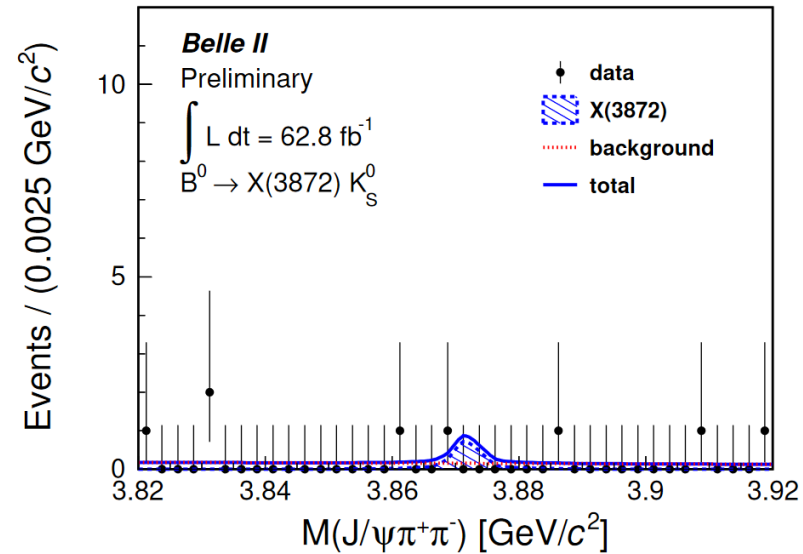 Belle II
Preliminary
∫ L dt = 62.8 fb⁻¹
B⁰ → X(3872) K⁰_S
data
X(3872)
background
total
Events / (0.0025 GeV/c²)
10
5
0
3.82 3.84 3.86 3.88 3.9 3.92
M(J/ψπ⁺π⁻) [GeV/c²]